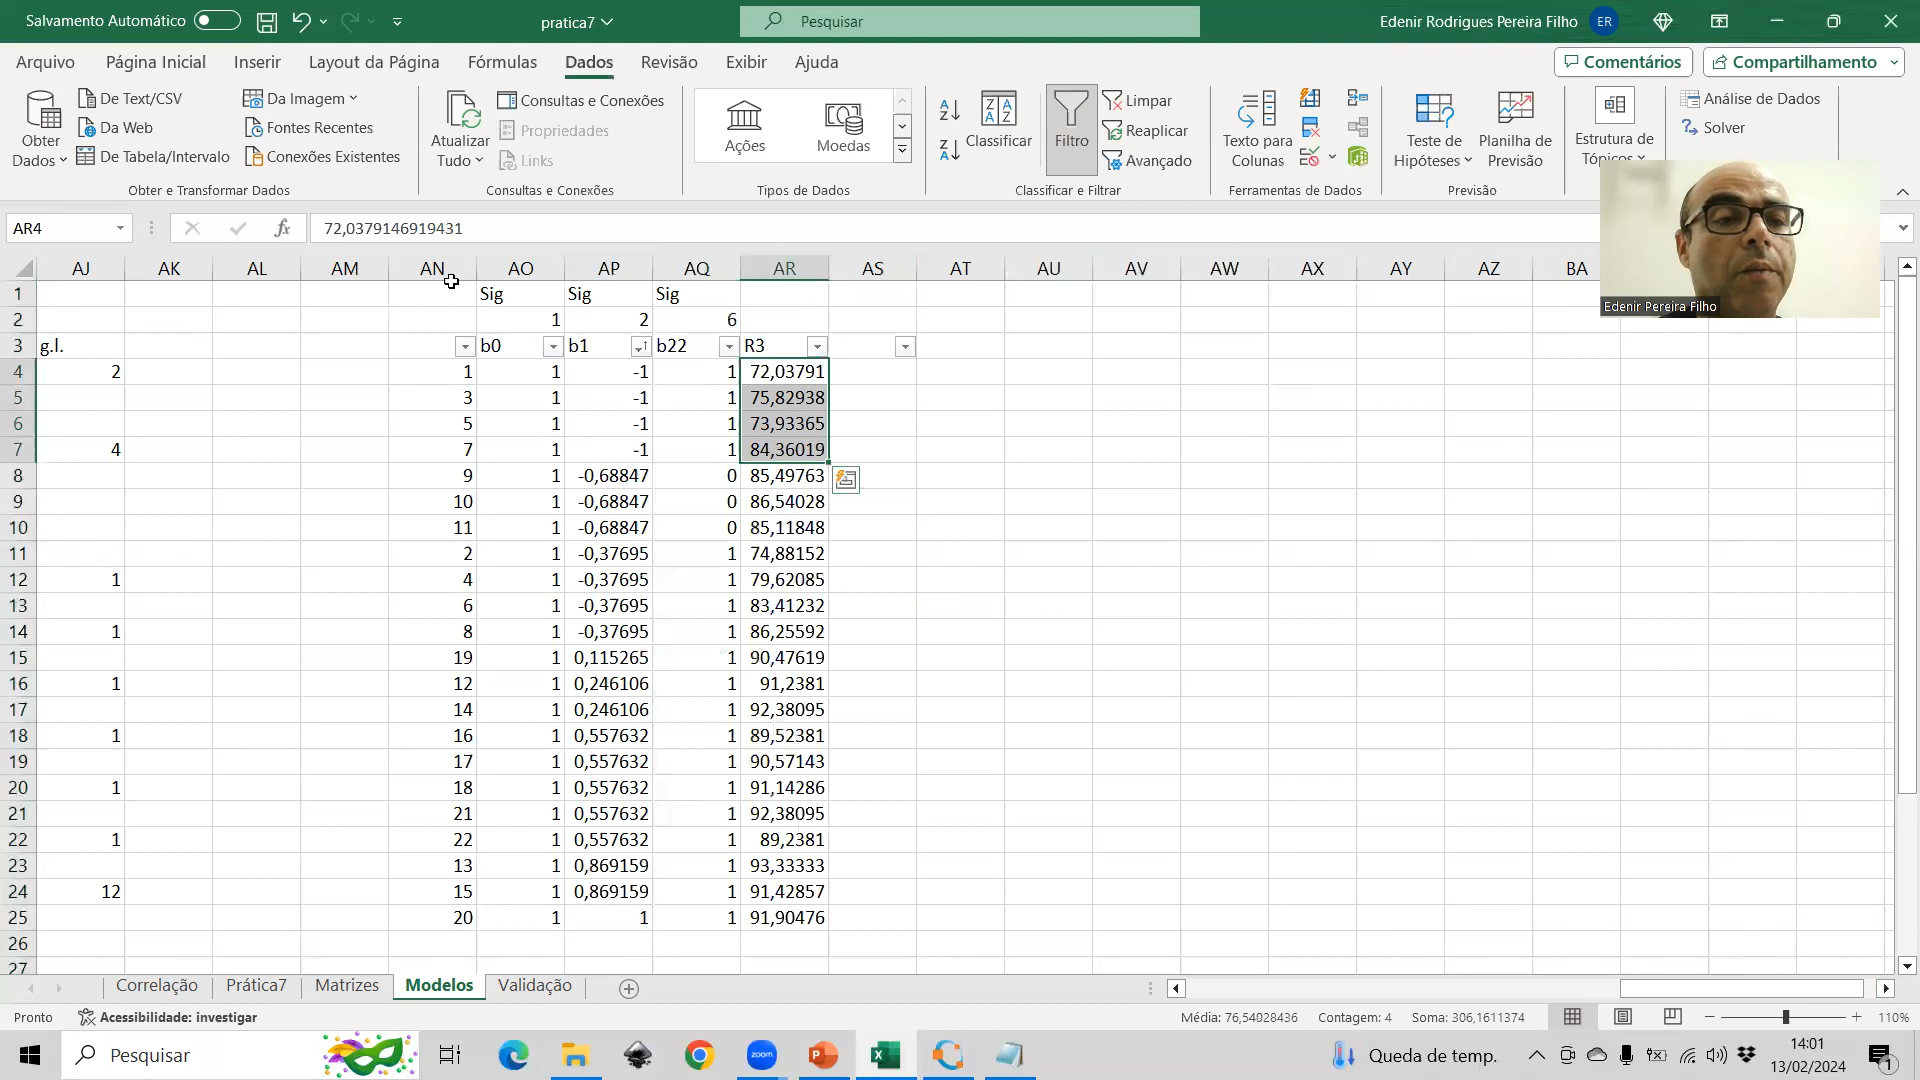 Salvamento Automático
pratica7
Pesquisar
Edenir Rodrigues Pereira Filho
ER
Arquivo Página Inicial Inserir Layout da Página Fórmulas Dados Revisão Exibir Ajuda
Comentários Compartilhamento
Obter Dados
De Text/CSV
Da Web
De Tabela/Intervalo
Da Imagem
Fontes Recentes
Conexões Existentes
Obter e Transformar Dados
Atualizar Tudo
Consultas e Conexões
Propriedades
Links
Consultas e Conexões
Ações
Moedas
Tipos de Dados
Classificar
Filtro
Limpar
Reaplicar
Avançado
Classificar e Filtrar
Texto para Colunas
Ferramentas de Dados
Teste de Hipóteses
Planilha de Previsão
Previsão
Estrutura de Tópicos
Análise de Dados
Solver
Edenir Pereira Filho
AR4
fx
72,0379146919431
AJ AK AL AM AN AO AP AQ AR AS AT AU AV AW AX AY AZ BA
1 Sig Sig Sig
2 1 2 6
3 g.l. b0 b1 b22 R3
4 2 1 1 -1 1 72,03791
5 3 1 -1 1 75,82938
6 5 1 -1 1 73,93365
7 4 7 1 -1 1 84,36019
8 9 1 -0,68847 0 85,49763
9 10 1 -0,68847 0 86,54028
10 11 1 -0,68847 0 85,11848
11 2 1 -0,37695 1 74,88152
12 1 4 1 -0,37695 1 79,62085
13 6 1 -0,37695 1 83,41232
14 1 8 1 -0,37695 1 86,25592
15 19 1 0,115265 1 90,47619
16 1 12 1 0,246106 1 91,2381
17 14 1 0,246106 1 92,38095
18 1 16 1 0,557632 1 89,52381
19 17 1 0,557632 1 90,57143
20 1 18 1 0,557632 1 91,14286
21 21 1 0,557632 1 92,38095
22 1 22 1 0,557632 1 89,2381
23 13 1 0,869159 1 93,33333
24 12 15 1 0,869159 1 91,42857
25 20 1 1 1 91,90476
26
27
Correlação Prática7 Matrizes Modelos Validação
Pronto
Acessibilidade: investigar
Média: 76,54028436 Contagem: 4 Soma: 306,1611374
110%
Pesquisar
zoom
Queda de temp.
14:01
13/02/2024
1